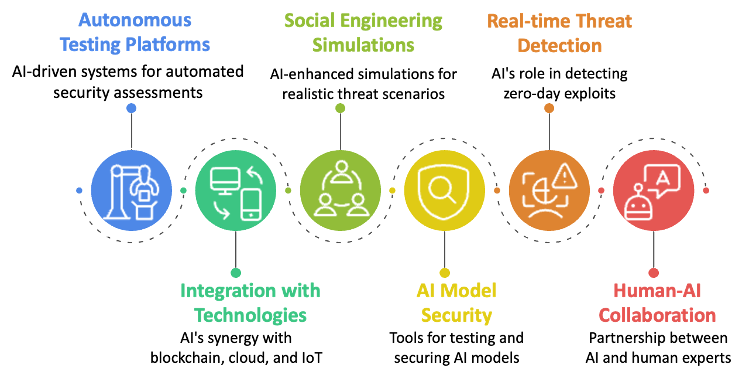 Autonomous
Testing Platforms
AI-driven systems for automated
security assessments
Social Engineering
Simulations
AI-enhanced simulations for
realistic threat scenarios
Real-time Threat
Detection
AI's role in detecting
zero-day exploits
A
Integration with
Technologies
AI's synergy with
blockchain, cloud, and IoT
AI Model
Security
Tools for testing and
securing AI models
Human-AI
Collaboration
Partnership between
AI and human experts